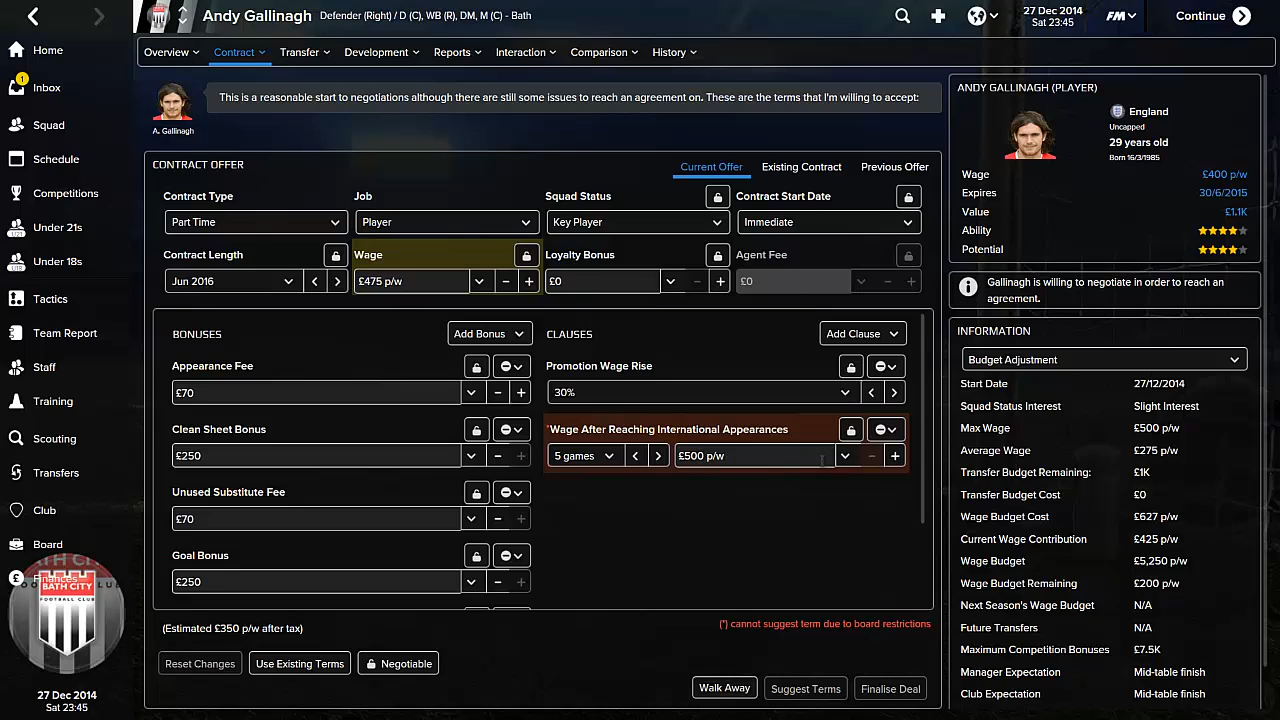 Andy Gallinagh
Defender (Right) / D (C), WB (R), DM, M (C) - Bath
27 Dec 2014
Sat 23:45
FM
Continue
Home
1
Inbox
Squad
Schedule
Competitions
Under 21s
Under 18s
Tactics
Team Report
Staff
Training
Scouting
Transfers
Club
Board
Finances
BATH CITY
FOOTBALL CLUB
27 Dec 2014
Sat 23:45
Overview
Contract
Transfer
Development
Reports
Interaction
Comparison
History
A. Gallinagh
This is a reasonable start to negotiations although there are still some issues to reach an agreement on. These are the terms that I'm willing to accept:
CONTRACT OFFER
Current Offer
Existing Contract
Previous Offer
Contract Type
Job
Squad Status
Contract Start Date
Part Time
Player
Key Player
Immediate
Contract Length
Wage
Loyalty Bonus
Agent Fee
Jun 2016
£475 p/w
£0
£0
BONUSES
Add Bonus
CLAUSES
Add Clause
Appearance Fee
Promotion Wage Rise
£70
30%
Clean Sheet Bonus
*Wage After Reaching International Appearances
£250
5 games
£500 p/w
Unused Substitute Fee
£70
Goal Bonus
£250
(Estimated £350 p/w after tax)
(*) cannot suggest term due to board restrictions
Reset Changes
Use Existing Terms
Negotiable
Walk Away
Suggest Terms
Finalise Deal
ANDY GALLINAGH (PLAYER)
England
Uncapped
29 years old
Born 16/3/1985
Wage £400 p/w
Expires 30/6/2015
Value £1.1K
Ability
Potential
Gallinagh is willing to negotiate in order to reach an
agreement.
INFORMATION
Budget Adjustment
Start Date 27/12/2014
Squad Status Interest Slight Interest
Max Wage £500 p/w
Average Wage £275 p/w
Transfer Budget Remaining: £1K
Transfer Budget Cost £0
Wage Budget Cost £627 p/w
Current Wage Contribution £425 p/w
Wage Budget £5,250 p/w
Wage Budget Remaining £200 p/w
Next Season's Wage Budget N/A
Future Transfers N/A
Maximum Competition Bonuses £7.5K
Manager Expectation Mid-table finish
Club Expectation Mid-table finish